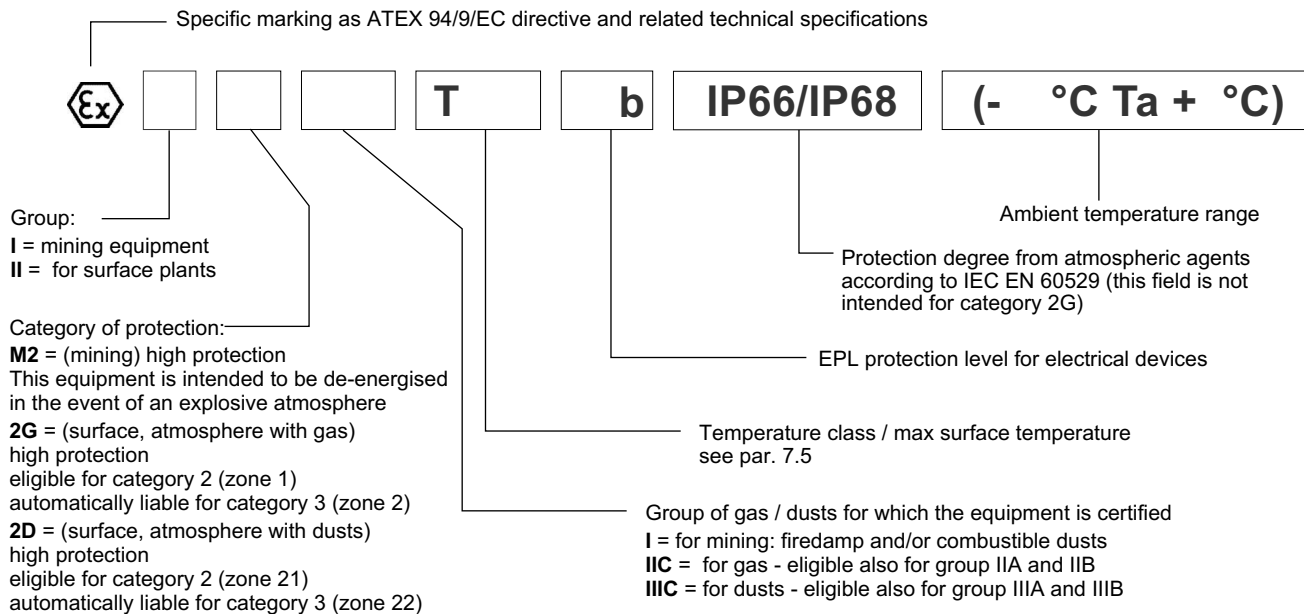 Specific marking as ATEX 94/9/EC directive and related technical specifications
Ex T b IP66/IP68 (- °C Ta + °C)
Group:
I = mining equipment
II = for surface plants
Category of protection:
M2 = (mining) high protection
This equipment is intended to be de-energised
in the event of an explosive atmosphere
2G = (surface, atmosphere with gas)
high protection
eligible for category 2 (zone 1)
automatically liable for category 3 (zone 2)
2D = (surface, atmosphere with dusts)
high protection
eligible for category 2 (zone 21)
automatically liable for category 3 (zone 22)
Ambient temperature range
Protection degree from atmospheric agents
according to IEC EN 60529 (this field is not
intended for category 2G)
EPL protection level for electrical devices
Temperature class / max surface temperature
see par. 7.5
Group of gas / dusts for which the equipment is certified
I = for mining: firedamp and/or combustible dusts
IIC = for gas - eligible also for group IIA and IIB
IIIC = for dusts - eligible also for group IIIA and IIIB